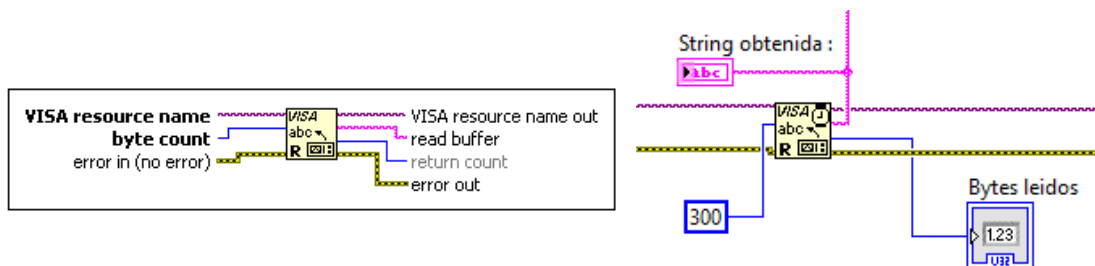 VISA resource name
byte count
error in (no error)
VISA
abc
R
VISA resource name out
read buffer
return count
error out
String obtenida :
abc
VISA
abc
R
300
Bytes leidos
1.23
U32